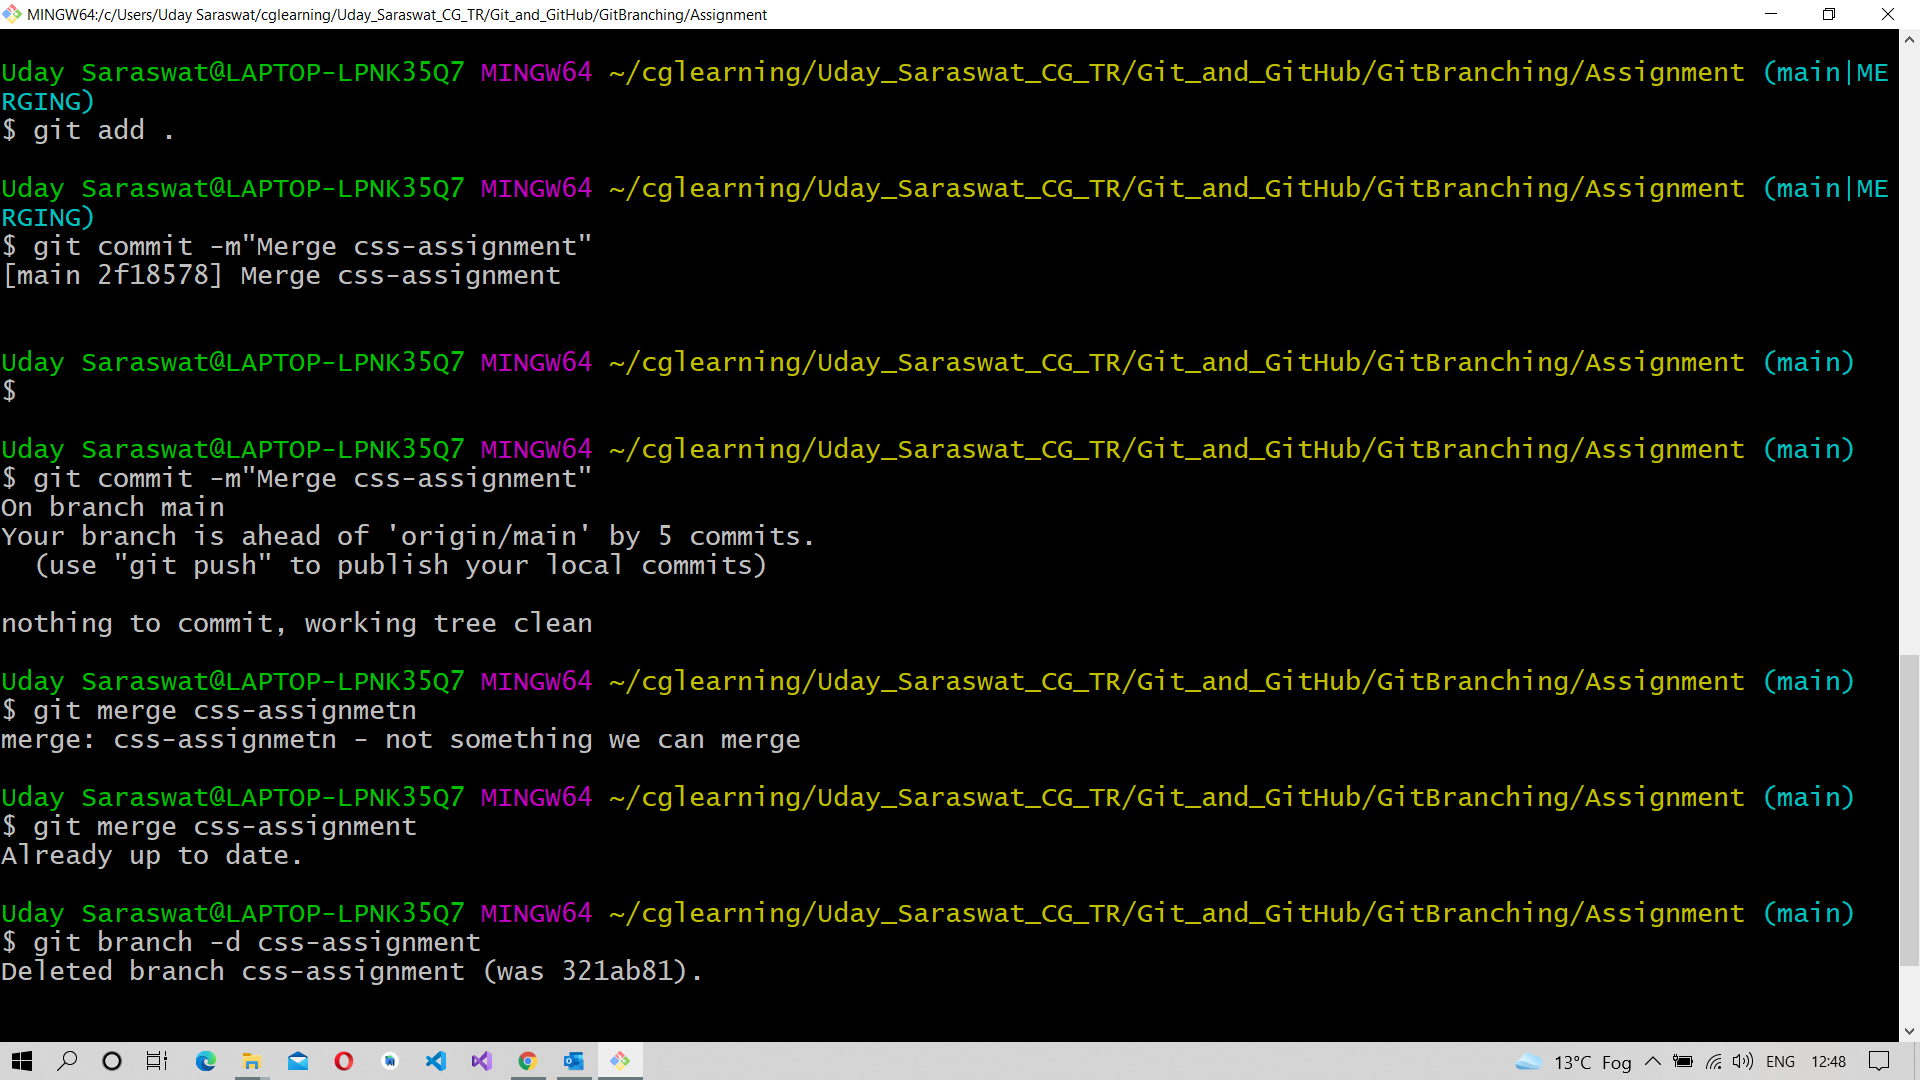 MINGW64:/c/Users/Uday Saraswat/cglearning/Uday_Saraswat_CG_TR/Git_and_GitHub/GitBranching/Assignment
Uday Saraswat@LAPTOP-LPNK35Q7 MINGW64 ~/cglearning/Uday_Saraswat_CG_TR/Git_and_GitHub/GitBranching/Assignment (main|ME
RGING)
$ git add .
Uday Saraswat@LAPTOP-LPNK35Q7 MINGW64 ~/cglearning/Uday_Saraswat_CG_TR/Git_and_GitHub/GitBranching/Assignment (main|ME
RGING)
$ git commit -m"Merge css-assignment"
[main 2f18578] Merge css-assignment
Uday Saraswat@LAPTOP-LPNK35Q7 MINGW64 ~/cglearning/Uday_Saraswat_CG_TR/Git_and_GitHub/GitBranching/Assignment (main)
$
Uday Saraswat@LAPTOP-LPNK35Q7 MINGW64 ~/cglearning/Uday_Saraswat_CG_TR/Git_and_GitHub/GitBranching/Assignment (main)
$ git commit -m"Merge css-assignment"
On branch main
Your branch is ahead of 'origin/main' by 5 commits.
  (use "git push" to publish your local commits)
nothing to commit, working tree clean
Uday Saraswat@LAPTOP-LPNK35Q7 MINGW64 ~/cglearning/Uday_Saraswat_CG_TR/Git_and_GitHub/GitBranching/Assignment (main)
$ git merge css-assignmetn
merge: css-assignmetn - not something we can merge
Uday Saraswat@LAPTOP-LPNK35Q7 MINGW64 ~/cglearning/Uday_Saraswat_CG_TR/Git_and_GitHub/GitBranching/Assignment (main)
$ git merge css-assignment
Already up to date.
Uday Saraswat@LAPTOP-LPNK35Q7 MINGW64 ~/cglearning/Uday_Saraswat_CG_TR/Git_and_GitHub/GitBranching/Assignment (main)
$ git branch -d css-assignment
Deleted branch css-assignment (was 321ab81).
13°C Fog ENG 12:48